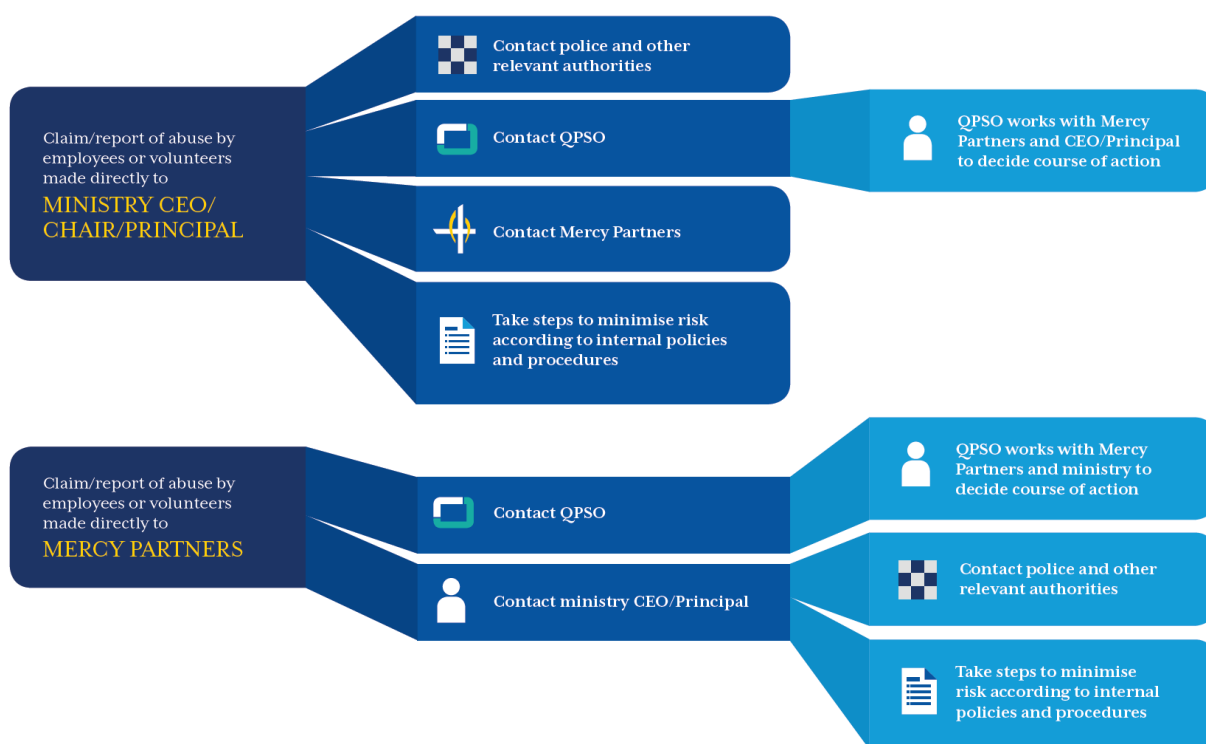 Claim/report of abuse by
employees or volunteers
made directly to
MINISTRY CEO/
CHAIR/PRINCIPAL
Contact police and other
relevant authorities
Contact QPSO
QPSO works with Mercy
Partners and CEO/Principal
to decide course of action
Contact Mercy Partners
Take steps to minimise risk
according to internal policies
and procedures
Claim/report of abuse by
employees or volunteers
made directly to
MERCY PARTNERS
Contact QPSO
QPSO works with Mercy
Partners and ministry to
decide course of action
Contact ministry CEO/Principal
Contact police and other
relevant authorities
Take steps to minimise
risk according to internal
policies and procedures